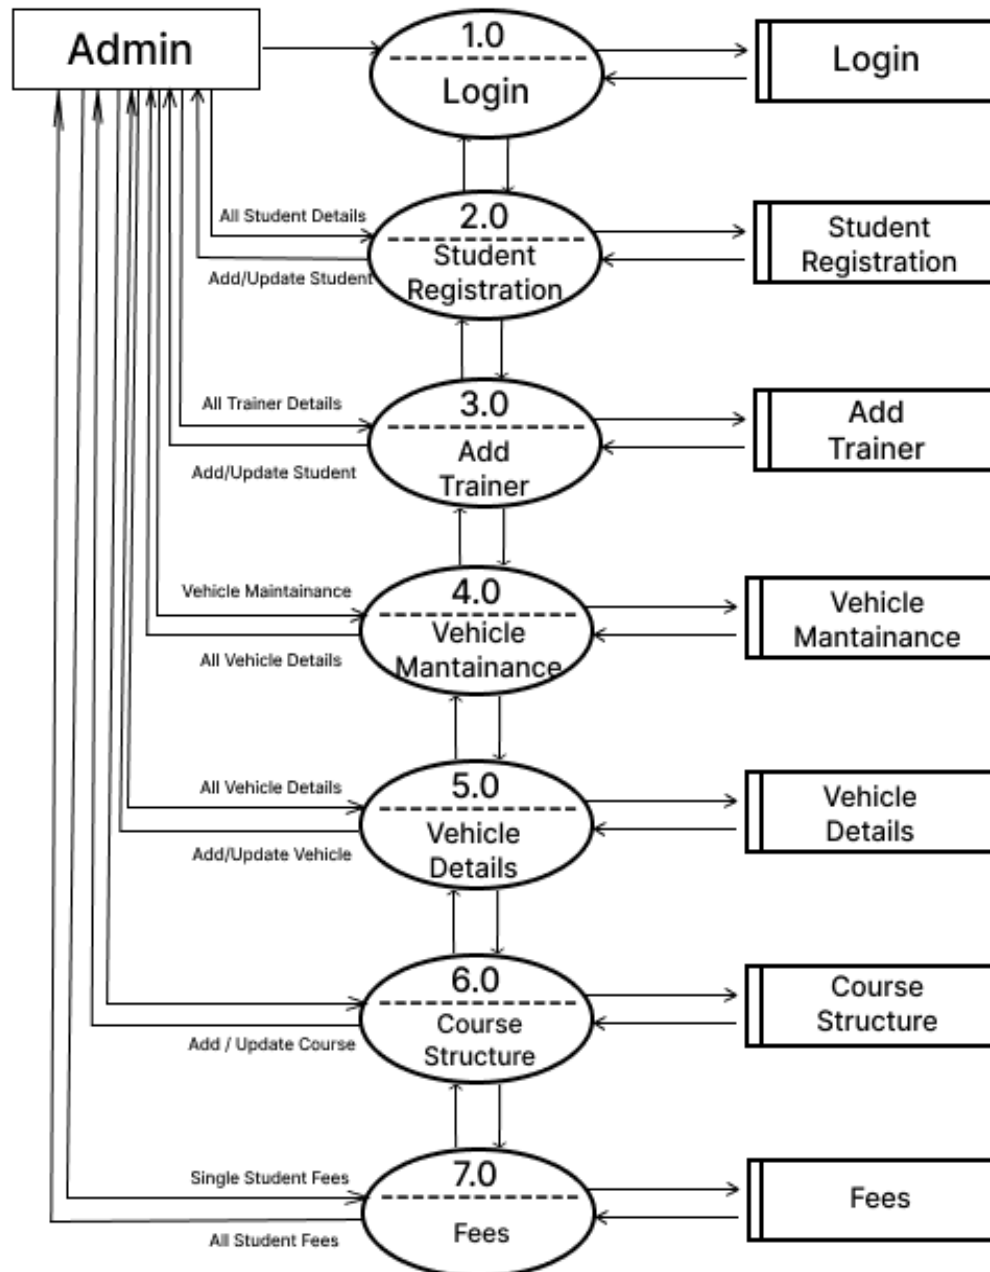 Admin
1.0
Login
Login
All Student Details
Add/Update Student
2.0
Student
Registration
Student
Registration
All Trainer Details
Add/Update Student
3.0
Add
Trainer
Add
Trainer
Vehicle Maintainance
All Vehicle Details
4.0
Vehicle
Mantainance
Vehicle
Mantainance
All Vehicle Details
Add/Update Vehicle
5.0
Vehicle
Details
Vehicle
Details
Add / Update Course
6.0
Course
Structure
Course
Structure
Single Student Fees
All Student Fees
7.0
Fees
Fees